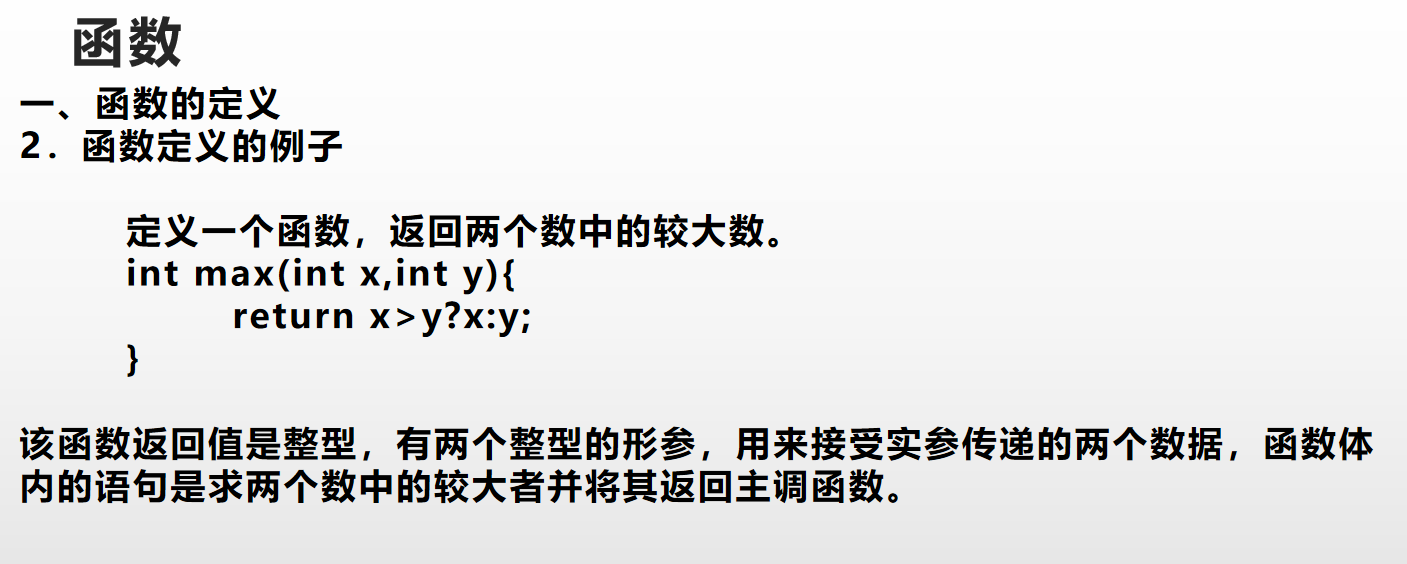 函数
一、函数的定义
2．函数定义的例子
定义一个函数，返回两个数中的较大数。
int max(int x,int y){
return x>y?x:y;
}
该函数返回值是整型，有两个整型的形参，用来接受实参传递的两个数据，函数体
内的语句是求两个数中的较大者并将其返回主调函数。